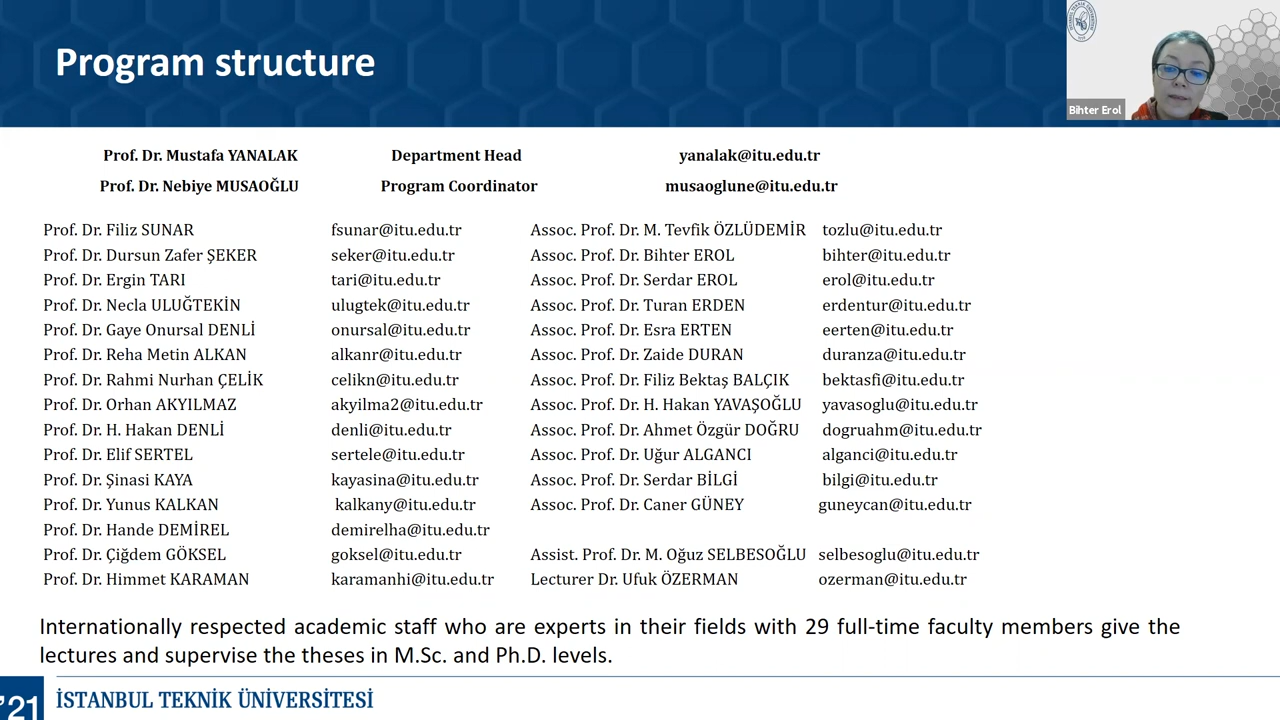 Program structure
Bihter Erol
Prof. Dr. Mustafa YANALAK Department Head yanalak@itu.edu.tr
Prof. Dr. Nebiye MUSAOĞLU Program Coordinator musaoglune@itu.edu.tr
Prof. Dr. Filiz SUNAR fsunar@itu.edu.tr Assoc. Prof. Dr. M. Tevfik ÖZLÜDEMİR tozlu@itu.edu.tr
Prof. Dr. Dursun Zafer ŞEKER seker@itu.edu.tr Assoc. Prof. Dr. Bihter EROL bihter@itu.edu.tr
Prof. Dr. Ergin TARI tari@itu.edu.tr Assoc. Prof. Dr. Serdar EROL erol@itu.edu.tr
Prof. Dr. Necla ULUĞTEKİN ulugtek@itu.edu.tr Assoc. Prof. Dr. Turan ERDEN erdentur@itu.edu.tr
Prof. Dr. Gaye Onursal DENLİ onursal@itu.edu.tr Assoc. Prof. Dr. Esra ERTEN eerten@itu.edu.tr
Prof. Dr. Reha Metin ALKAN alkanr@itu.edu.tr Assoc. Prof. Dr. Zaide DURAN duranza@itu.edu.tr
Prof. Dr. Rahmi Nurhan ÇELİK celikn@itu.edu.tr Assoc. Prof. Dr. Filiz Bektaş BALÇIK bektasfi@itu.edu.tr
Prof. Dr. Orhan AKYILMAZ akyilma2@itu.edu.tr Assoc. Prof. Dr. H. Hakan YAVAŞOĞLU yavasoglu@itu.edu.tr
Prof. Dr. H. Hakan DENLİ denli@itu.edu.tr Assoc. Prof. Dr. Ahmet Özgür DOĞRU dogruahm@itu.edu.tr
Prof. Dr. Elif SERTEL sertele@itu.edu.tr Assoc. Prof. Dr. Uğur ALGANCI alganci@itu.edu.tr
Prof. Dr. Şinasi KAYA kayasina@itu.edu.tr Assoc. Prof. Dr. Serdar BİLGİ bilgi@itu.edu.tr
Prof. Dr. Yunus KALKAN kalkany@itu.edu.tr Assoc. Prof. Dr. Caner GÜNEY guneycan@itu.edu.tr
Prof. Dr. Hande DEMİREL demirelha@itu.edu.tr
Prof. Dr. Çiğdem GÖKSEL goksel@itu.edu.tr Assist. Prof. Dr. M. Oğuz SELBESOĞLU selbesoglu@itu.edu.tr
Prof. Dr. Himmet KARAMAN karamanhi@itu.edu.tr Lecturer Dr. Ufuk ÖZERMAN ozerman@itu.edu.tr
Internationally respected academic staff who are experts in their fields with 29 full-time faculty members give the
lectures and supervise the theses in M.Sc. and Ph.D. levels.
'21 İSTANBUL TEKNİK ÜNİVERSİTESİ